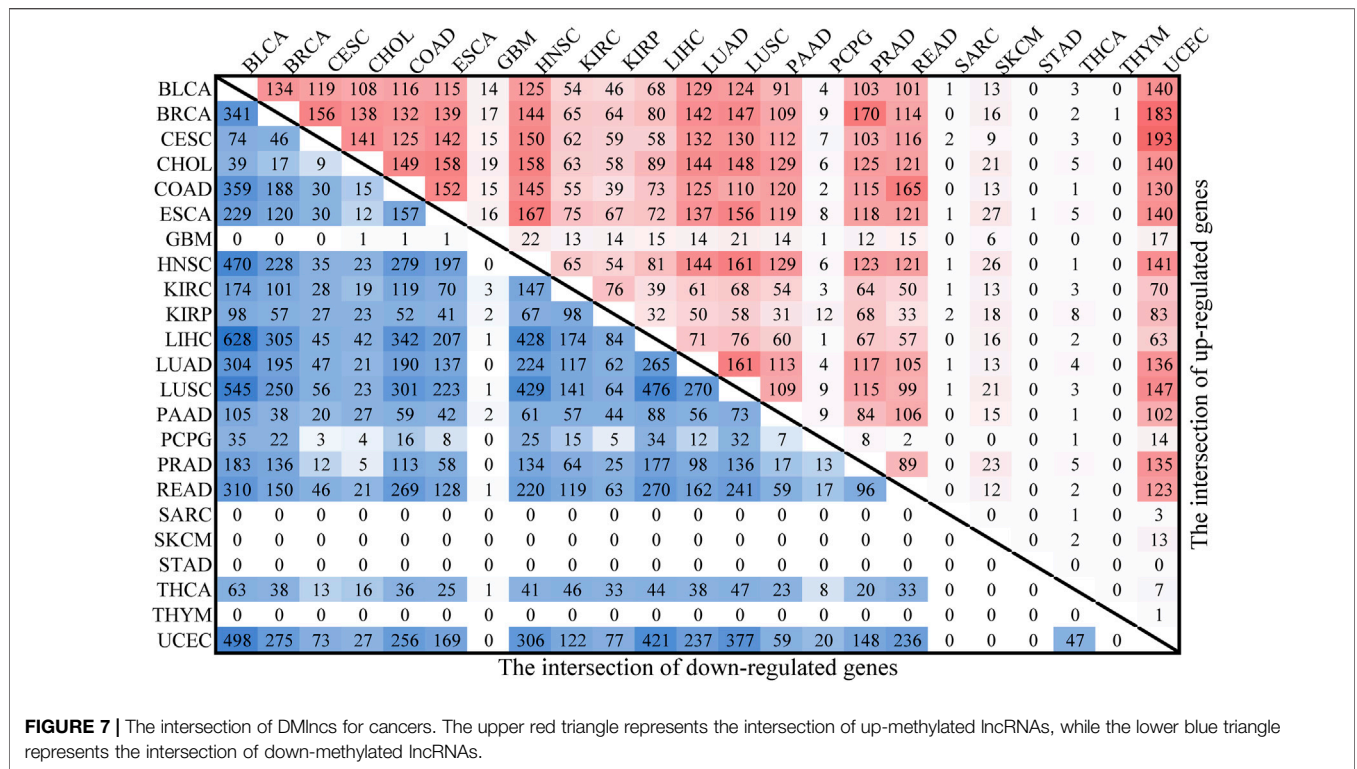 BLCA BRCA CESC CHOL COAD ESCA GBM HNSC KIRC KIRP LIHC LUAD LUSC PAAD PCPG PRAD READ SARC SKCM STAD THCA THYM UCEC
BLCA 134 119 108 116 115 14 125 54 46 68 129 124 91 4 103 101 1 13 0 3 0 140
BRCA 341 156 138 132 139 17 144 65 64 80 142 147 109 9 170 114 0 16 0 2 1 183
CESC 74 46 141 125 142 15 150 62 59 58 132 130 112 7 103 116 2 9 0 3 0 193
CHOL 39 17 9 149 158 19 158 63 58 89 144 148 129 6 125 121 0 21 0 5 0 140
COAD 359 188 30 15 152 15 145 55 39 73 125 110 120 2 115 165 0 13 0 1 0 130
ESCA 229 120 30 12 157 16 167 75 67 72 137 156 119 8 118 121 1 27 1 5 0 140
GBM 0 0 0 1 1 1 22 13 14 15 14 21 14 1 12 15 0 6 0 0 0 17
HNSC 470 228 35 23 279 197 0 65 54 81 144 161 129 6 123 121 1 26 0 1 0 141
KIRC 174 101 28 19 119 70 3 147 76 39 61 68 54 3 64 50 1 13 0 3 0 70
KIRP 98 57 27 23 52 41 2 67 98 32 50 58 31 12 68 33 2 18 0 8 0 83
LIHC 628 305 45 42 342 207 1 428 174 84 71 76 60 1 67 57 0 16 0 2 0 63
LUAD 304 195 47 21 190 137 0 224 117 62 265 161 113 4 117 105 1 13 0 4 0 136
LUSC 545 250 56 23 301 223 1 429 141 64 476 270 109 9 115 99 1 21 0 3 0 147
PAAD 105 38 20 27 59 42 2 61 57 44 88 56 73 9 84 106 0 15 0 1 0 102
PCPG 35 22 3 4 16 8 0 25 15 5 34 12 32 7 8 2 0 0 0 1 0 14
PRAD 183 136 12 5 113 58 0 134 64 25 177 98 136 17 13 89 0 23 0 5 0 135
READ 310 150 46 21 269 128 1 220 119 63 270 162 241 59 17 96 0 12 0 2 0 123
SARC 0 0 0 0 0 0 0 0 0 0 0 0 0 0 0 0 0 0 0 1 0 3
SKCM 0 0 0 0 0 0 0 0 0 0 0 0 0 0 0 0 0 0 0 2 0 13
STAD 0 0 0 0 0 0 0 0 0 0 0 0 0 0 0 0 0 0 0 0 0 0
THCA 63 38 13 16 36 25 1 41 46 33 44 38 47 23 8 20 33 0 0 0 0 7
THYM 0 0 0 0 0 0 0 0 0 0 0 0 0 0 0 0 0 0 0 0 0 1
UCEC 498 275 73 27 256 169 0 306 122 77 421 237 377 59 20 148 236 0 0 0 47 0
The intersection of up-regulated genes
The intersection of down-regulated genes
FIGURE 7 | The intersection of DMlncs for cancers. The upper red triangle represents the intersection of up-methylated lncRNAs, while the lower blue triangle
represents the intersection of down-methylated lncRNAs.